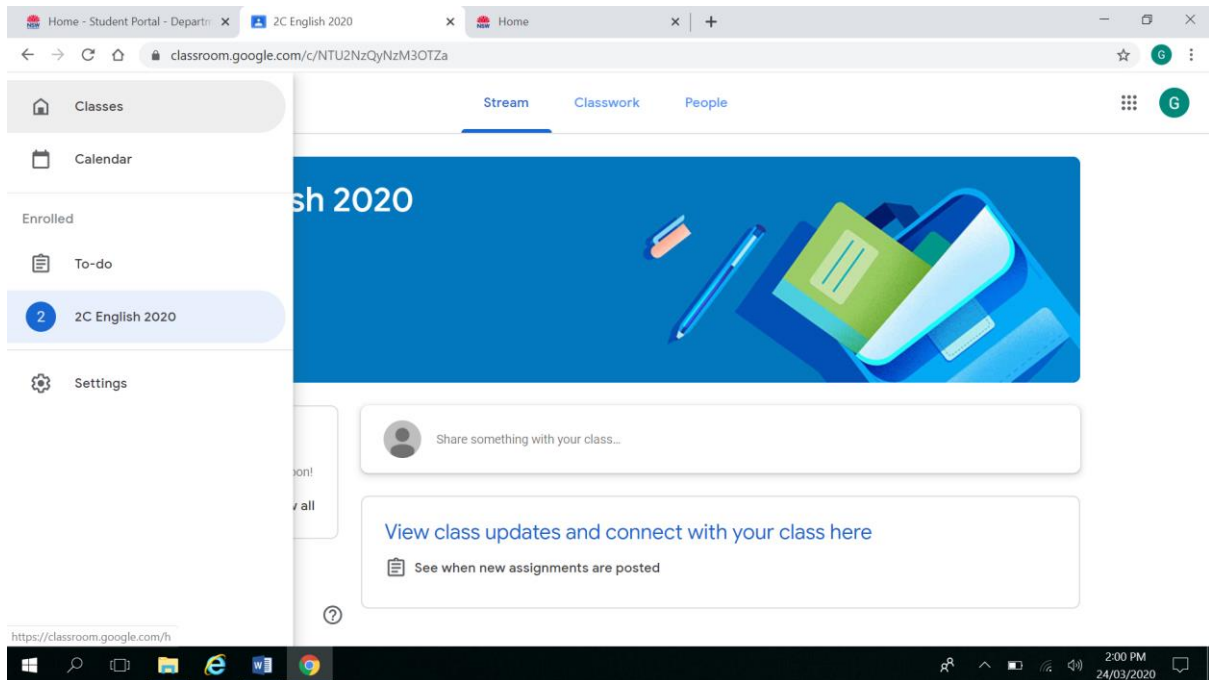 Home - Student Portal - Departm
2C English 2020
Home
classroom.google.com/c/NTU2NzQyNzM3OTZa
G
Classes
Stream
Classwork
People
G
Calendar
Enrolled
sh 2020
To-do
2
2C English 2020
Settings
Share something with your class...
oon!
v all
View class updates and connect with your class here
See when new assignments are posted
https://classroom.google.com/h
2:00 PM
24/03/2020